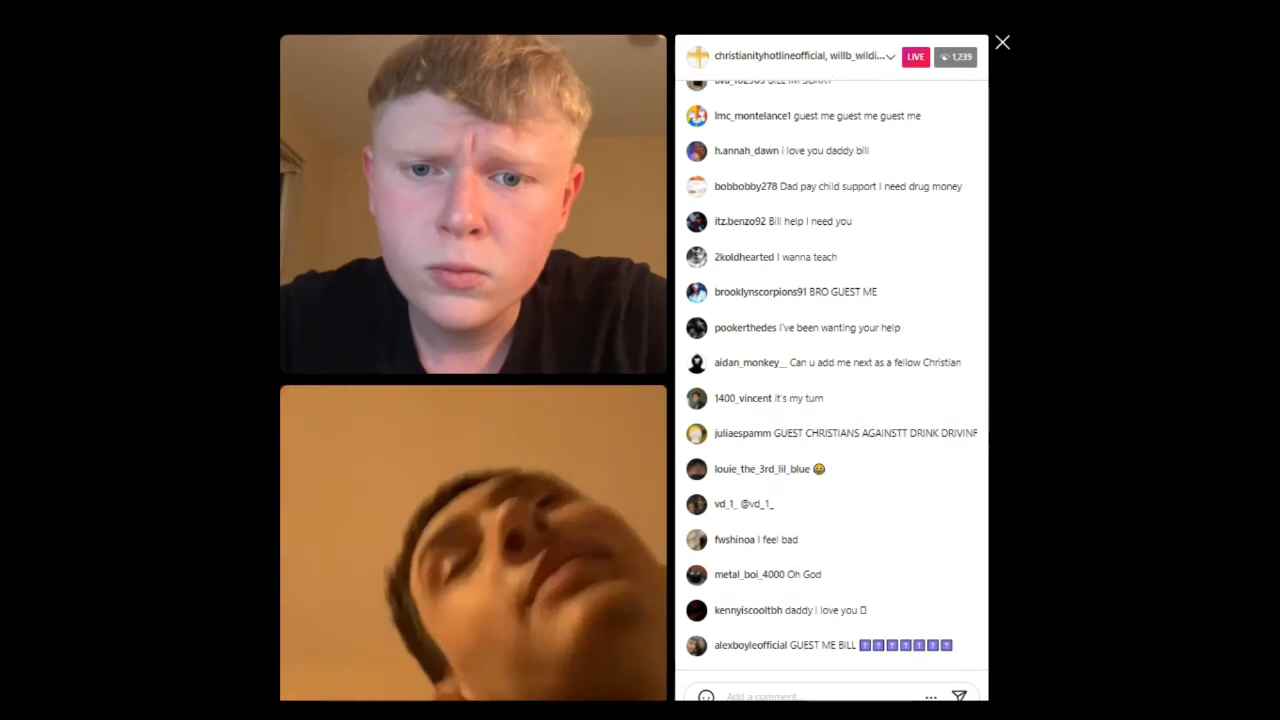 christianityhotlineofficial, willb_wildi... LIVE 1,239
lmc_montelance1 guest me guest me guest me
h.annah_dawn i love you daddy bill
bobbobby278 Dad pay child support I need drug money
itz.benzo92 Bill help I need you
2koldhearted I wanna teach
brooklynscorpions91 BRO GUEST ME
pookerthedes I've been wanting your help
aidan_monkey__ Can u add me next as a fellow Christian
1400_vincent it's my turn
juliaespamm GUEST CHRISTIANS AGAINSTT DRINK DRIVINF
louie_the_3rd_lil_blue 😂
vd_1_ @vd_1_
fwshinoa I feel bad
metal_boi_4000 Oh God
kennyiscooltbh daddy i love you
alexboyleofficial GUEST ME BILL ✝️✝️✝️✝️✝️✝️✝️
Add a comment...